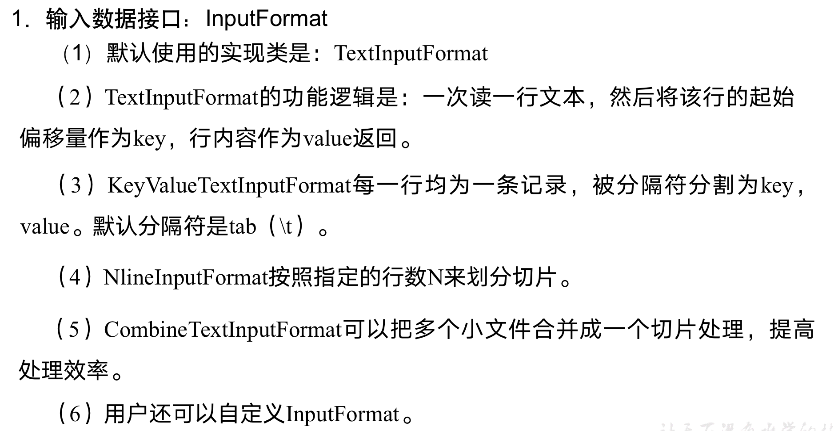 1. 输入数据接口：InputFormat
（1）默认使用的实现类是：TextInputFormat
（2）TextInputFormat的功能逻辑是：一次读一行文本，然后将该行的起始
偏移量作为key，行内容作为value返回。
（3）KeyValueTextInputFormat每一行均为一条记录，被分隔符分割为key，
value。默认分隔符是tab（\t）。
（4）NlineInputFormat按照指定的行数N来划分切片。
（5）CombineTextInputFormat可以把多个小文件合并成一个切片处理，提高
处理效率。
（6）用户还可以自定义InputFormat。